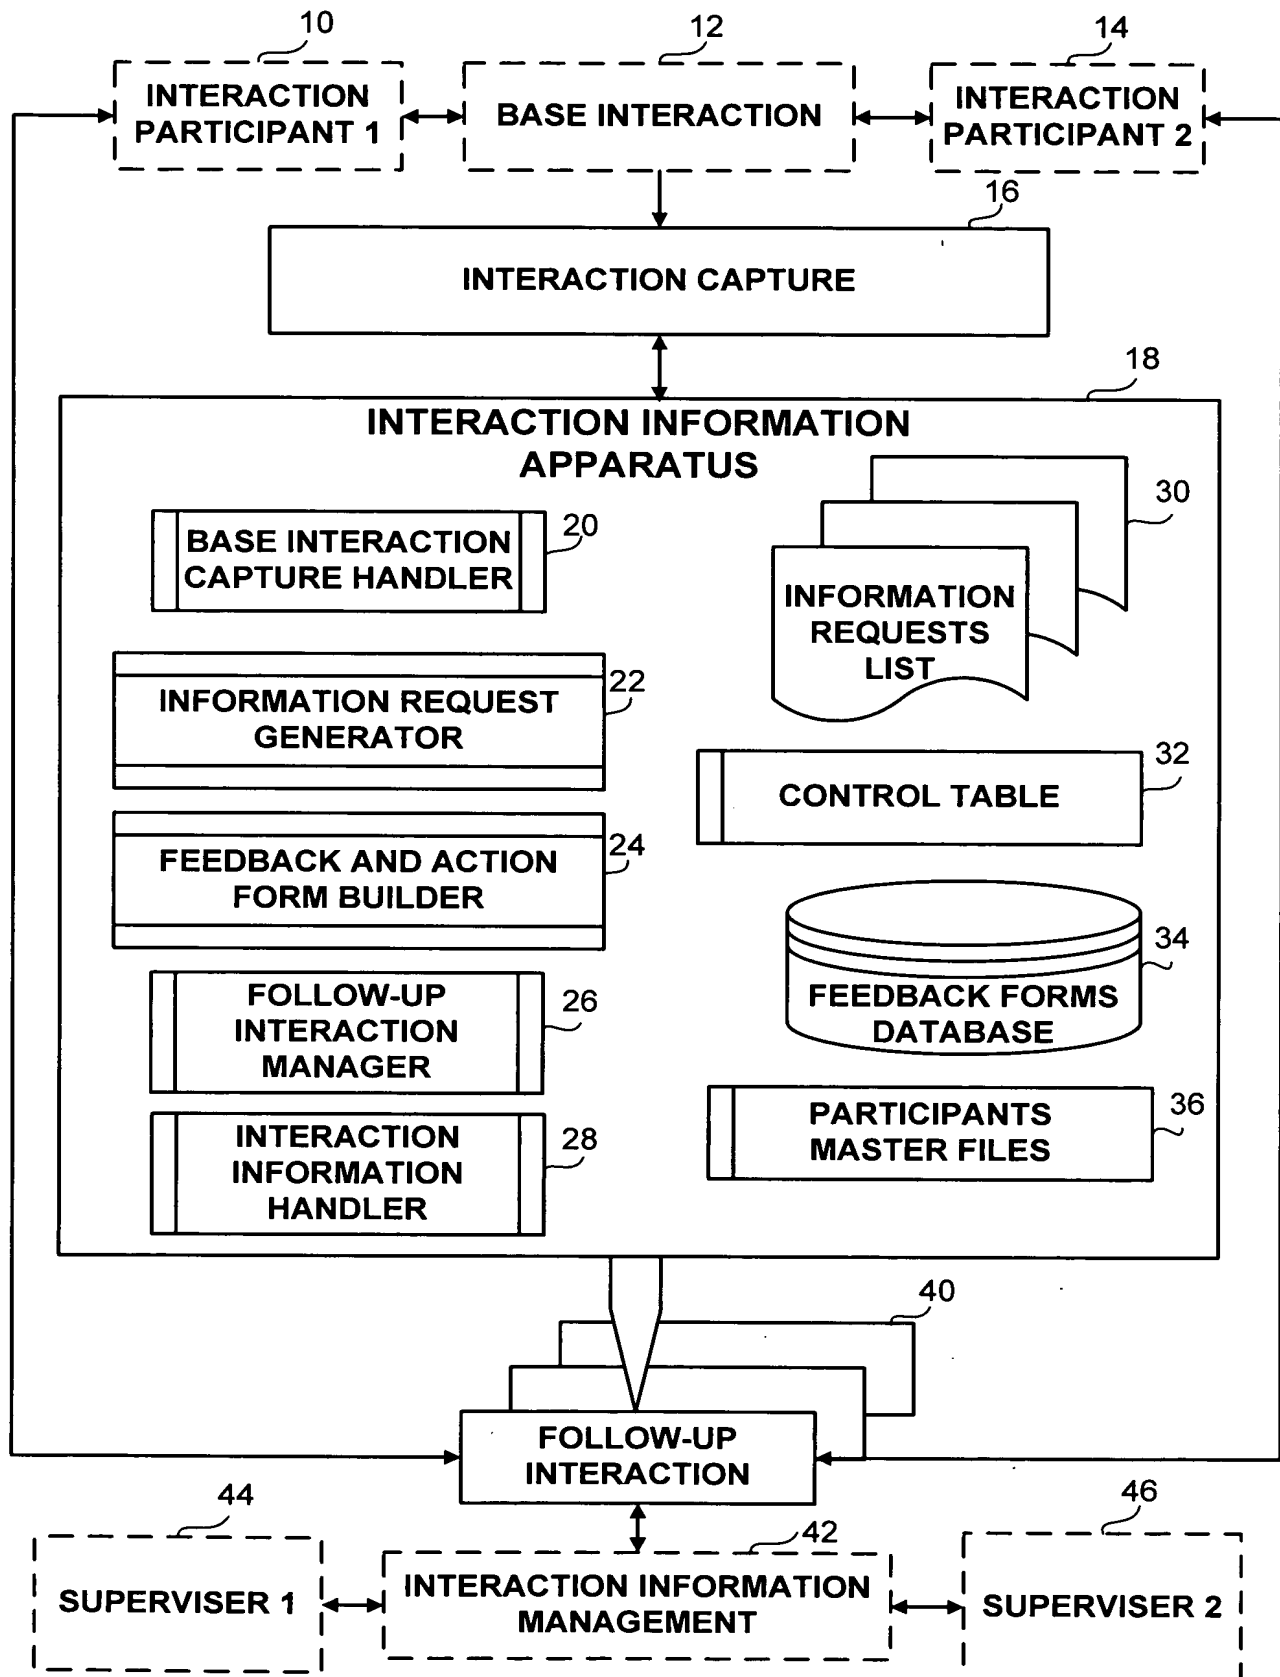 10
12
14
INTERACTION
PARTICIPANT 1
BASE INTERACTION
INTERACTION
PARTICIPANT 2
16
INTERACTION CAPTURE
18
INTERACTION INFORMATION
APPARATUS
30
20
BASE INTERACTION
CAPTURE HANDLER
INFORMATION
REQUESTS
LIST
22
INFORMATION REQUEST
GENERATOR
32
CONTROL TABLE
24
FEEDBACK AND ACTION
FORM BUILDER
34
FEEDBACK FORMS
DATABASE
26
FOLLOW-UP
INTERACTION
MANAGER
36
PARTICIPANTS
MASTER FILES
28
INTERACTION
INFORMATION
HANDLER
40
FOLLOW-UP
INTERACTION
44
42
46
SUPERVISER 1
INTERACTION INFORMATION
MANAGEMENT
SUPERVISER 2